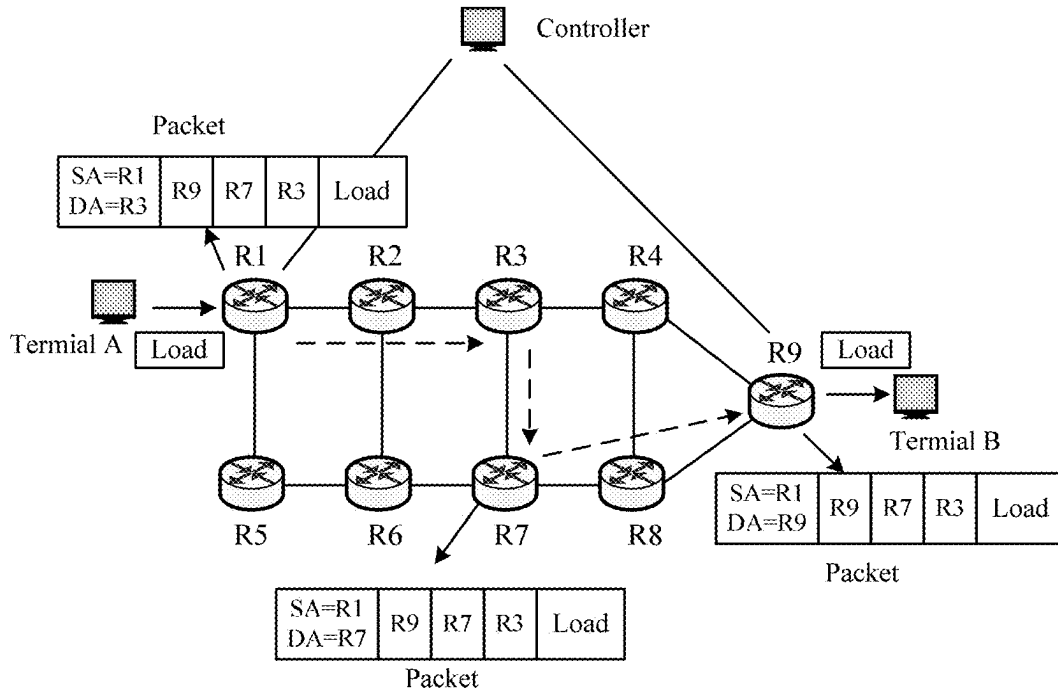 Controller
Packet
SA=R1
DA=R3
R9
R7
R3
Load
R1
R2
R3
R4
Termial A
Load
R9
Load
Termial B
R5
R6
R7
R8
SA=R1
DA=R9
R9
R7
R3
Load
Packet
SA=R1
DA=R7
R9
R7
R3
Load
Packet